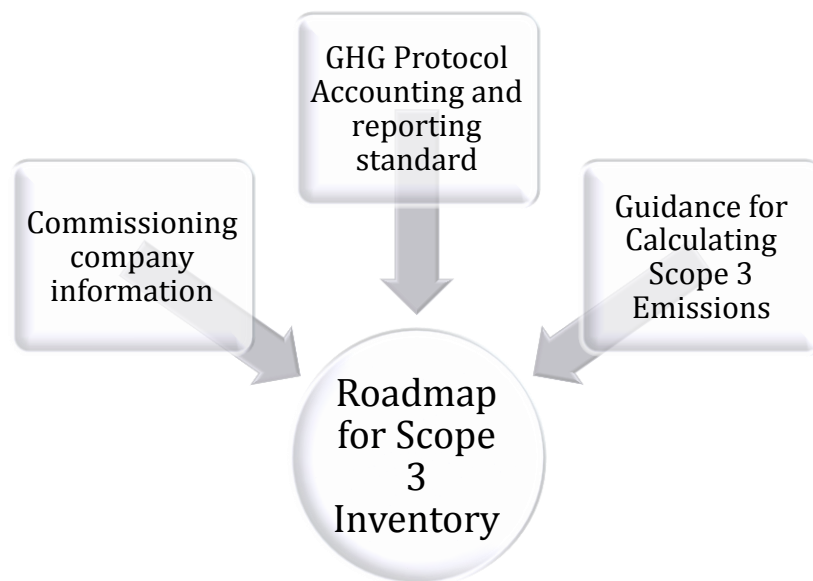 GHG Protocol
Accounting and
reporting
standard
Commissioning
company
information
Guidance for
Calculating
Scope 3
Emissions
Roadmap
for Scope
3
Inventory